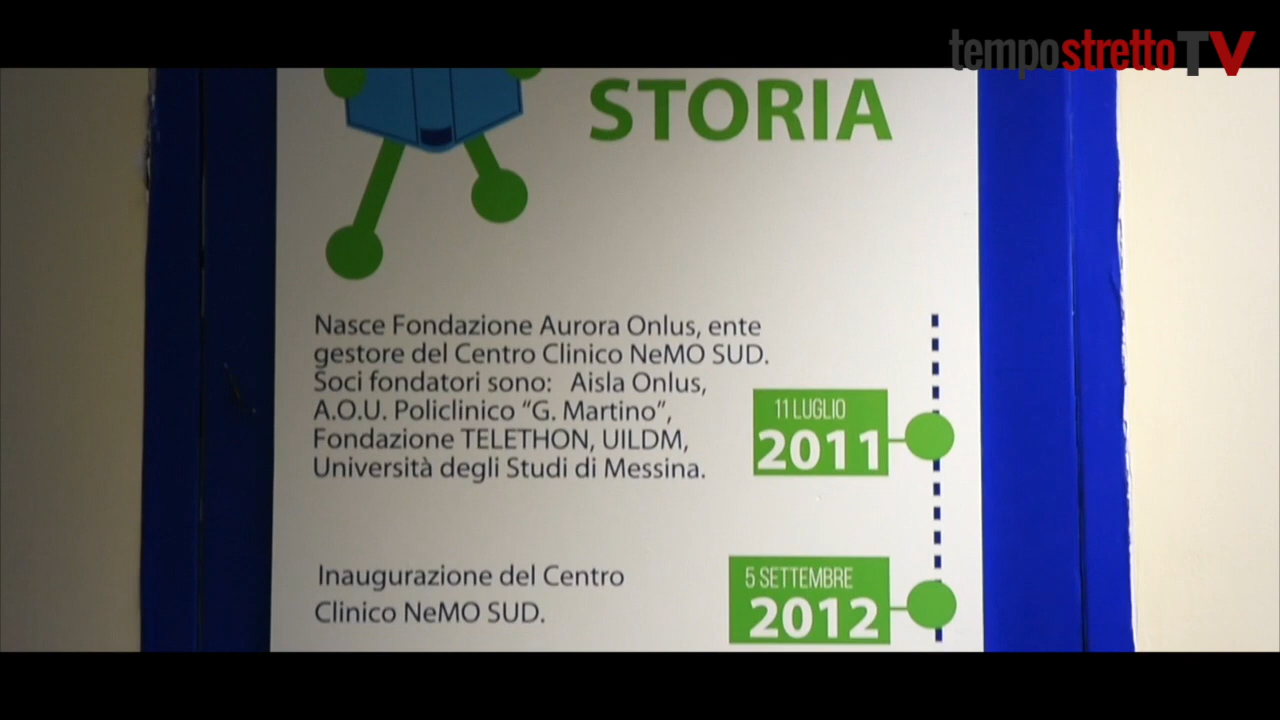 tempostrettoTV
STORIA
Nasce Fondazione Aurora Onlus, ente
gestore del Centro Clinico NeMO SUD.
Soci fondatori sono: Aisla Onlus,
A.O.U. Policlinico “G. Martino”,
Fondazione TELETHON, UILDM,
Università degli Studi di Messina.
11 LUGLIO
2011
Inaugurazione del Centro
Clinico NeMO SUD.
5 SETTEMBRE
2012